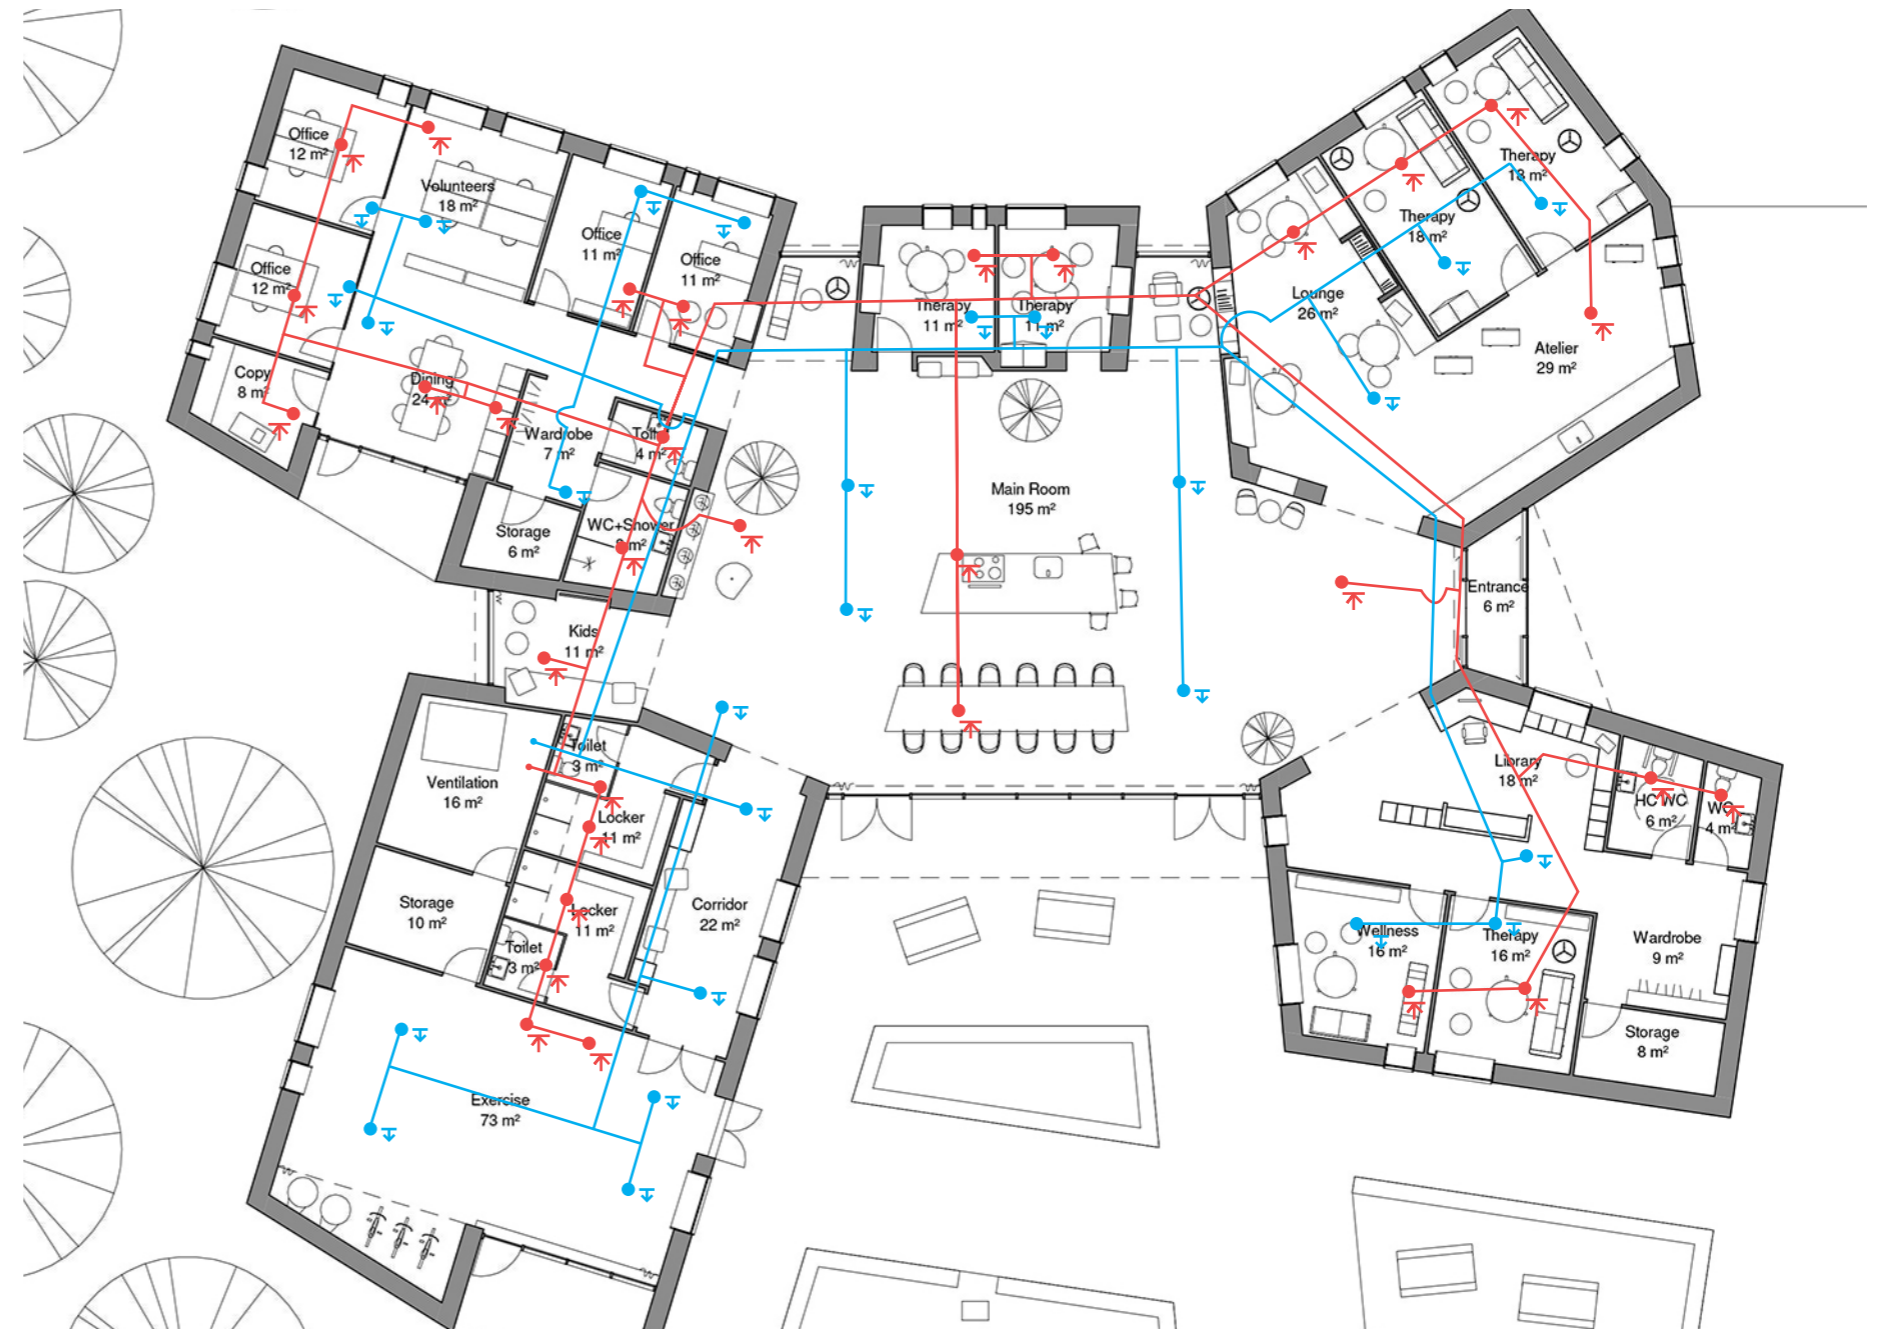 Office
12 m²
Volunteers
18 m²
Office
11 m²
Office
11 m²
Office
12 m²
Copy
8 m²
Dining
24 m²
Wardrobe
7 m²
Toilet
4 m²
Storage
6 m²
WC+Shower
Kids
11 m²
Therapy
11 m²
Therapy
11 m²
Main Room
195 m²
Lounge
26 m²
Therapy
18 m²
Therapy
18 m²
Atelier
29 m²
Entrance
6 m²
Ventilation
16 m²
Toilet
3 m²
Locker
11 m²
Storage
10 m²
Locker
11 m²
Toilet
3 m²
Corridor
22 m²
Exercise
73 m²
Library
18 m²
HC WC
6 m²
WC
4 m²
Wellness
16 m²
Therapy
16 m²
Wardrobe
9 m²
Storage
8 m²